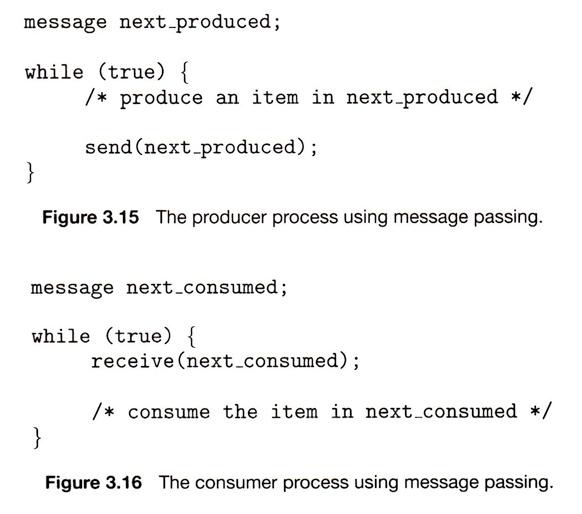 message next_produced;
while (true) {
/* produce an item in next_produced */
send(next_produced);
}
Figure 3.15 The producer process using message passing.
message next_consumed;
while (true) {
receive(next_consumed);
/* consume the item in next_consumed */
}
Figure 3.16 The consumer process using message passing.